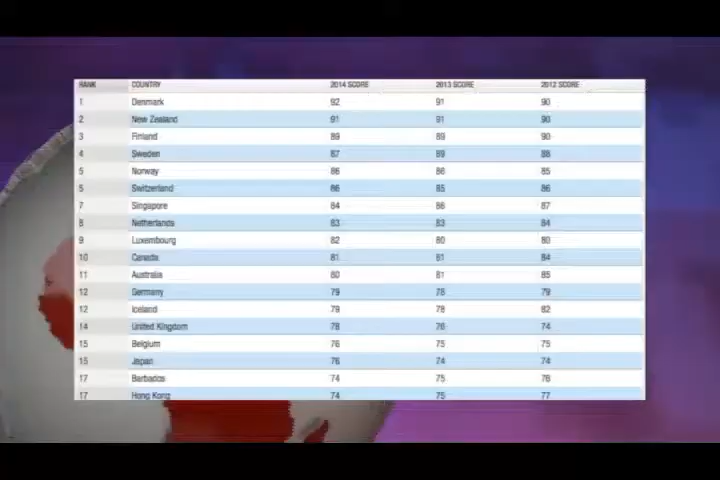 RANK COUNTRY 2014 SCORE 2013 SCORE 2012 SCORE
1 Denmark 92 91 90
2 New Zealand 91 91 90
3 Finland 89 89 90
4 Sweden 87 89 88
5 Norway 86 86 85
5 Switzerland 86 85 86
7 Singapore 84 86 87
8 Netherlands 83 83 84
9 Luxembourg 82 80 80
10 Canada 81 81 84
11 Australia 80 81 85
12 Germany 79 78 79
12 Iceland 79 78 82
14 United Kingdom 78 76 74
15 Belgium 76 75 75
15 Japan 76 74 74
17 Barbados 74 75 76
17 Hong Kong 74 75 77